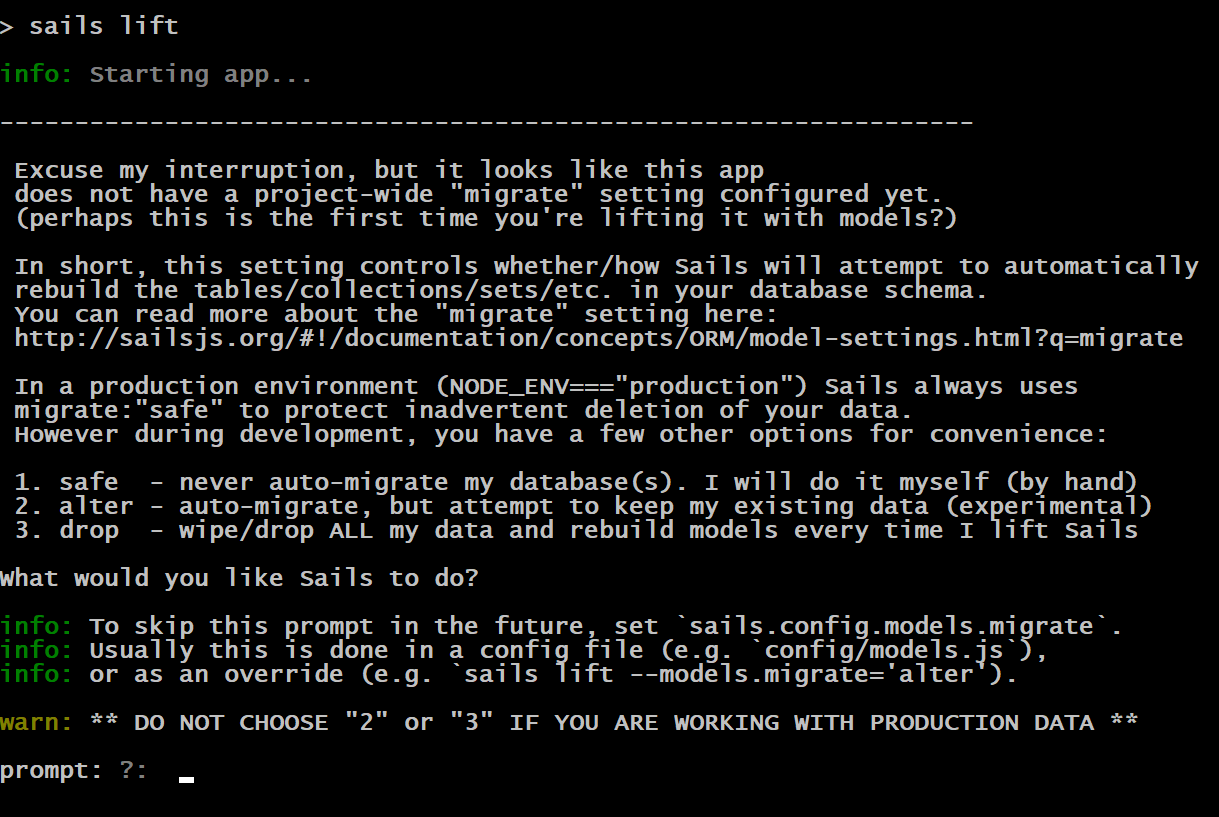 > sails lift
info: Starting app...
-----------------------------------------------------------------
Excuse my interruption, but it looks like this app
does not have a project-wide "migrate" setting configured yet.
(perhaps this is the first time you're lifting it with models?)
In short, this setting controls whether/how Sails will attempt to automatically
rebuild the tables/collections/sets/etc. in your database schema.
You can read more about the "migrate" setting here:
http://sailsjs.org/#!/documentation/concepts/ORM/model-settings.html?q=migrate
In a production environment (NODE_ENV==="production") Sails always uses
migrate:"safe" to protect inadvertent deletion of your data.
However during development, you have a few other options for convenience:
1. safe  - never auto-migrate my database(s). I will do it myself (by hand)
2. alter - auto-migrate, but attempt to keep my existing data (experimental)
3. drop  - wipe/drop ALL my data and rebuild models every time I lift Sails
What would you like Sails to do?
info: To skip this prompt in the future, set `sails.config.models.migrate`.
info: Usually this is done in a config file (e.g. `config/models.js`),
info: or as an override (e.g. `sails lift --models.migrate='alter').
warn: ** DO NOT CHOOSE "2" or "3" IF YOU ARE WORKING WITH PRODUCTION DATA **
prompt: ?:  _